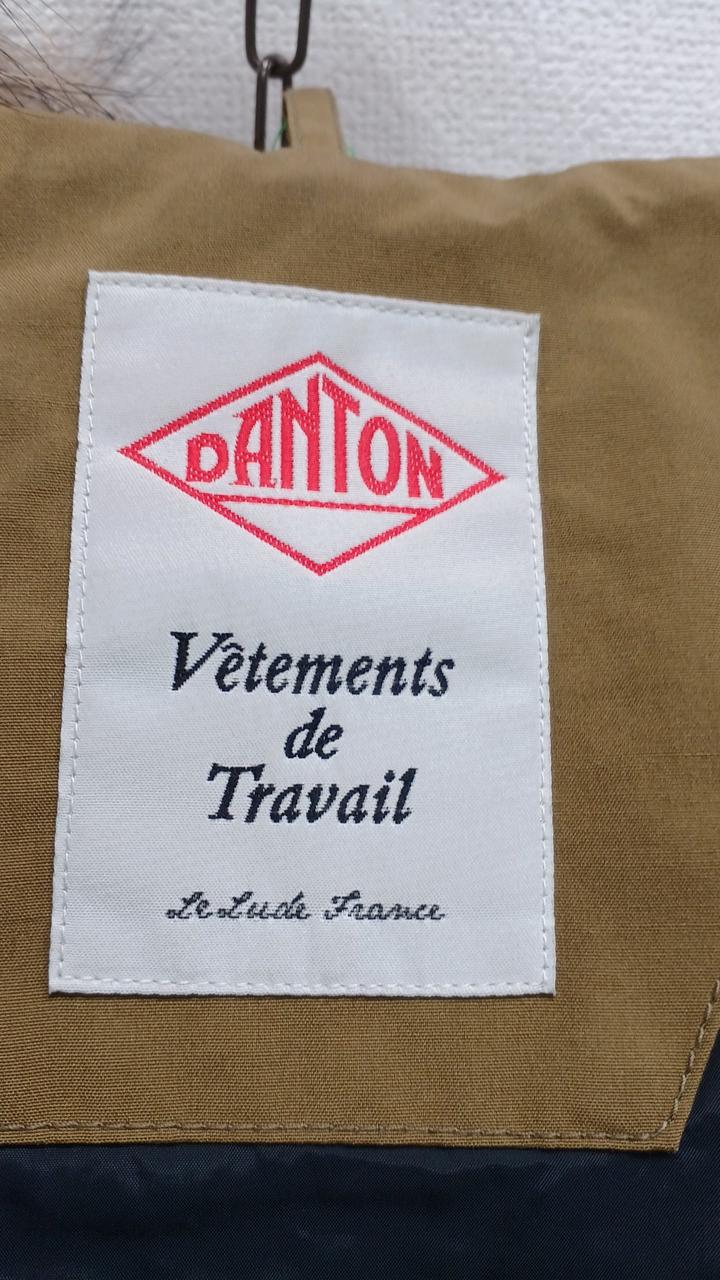 DANTON
Vêtements
de
Travail
Le Lude France